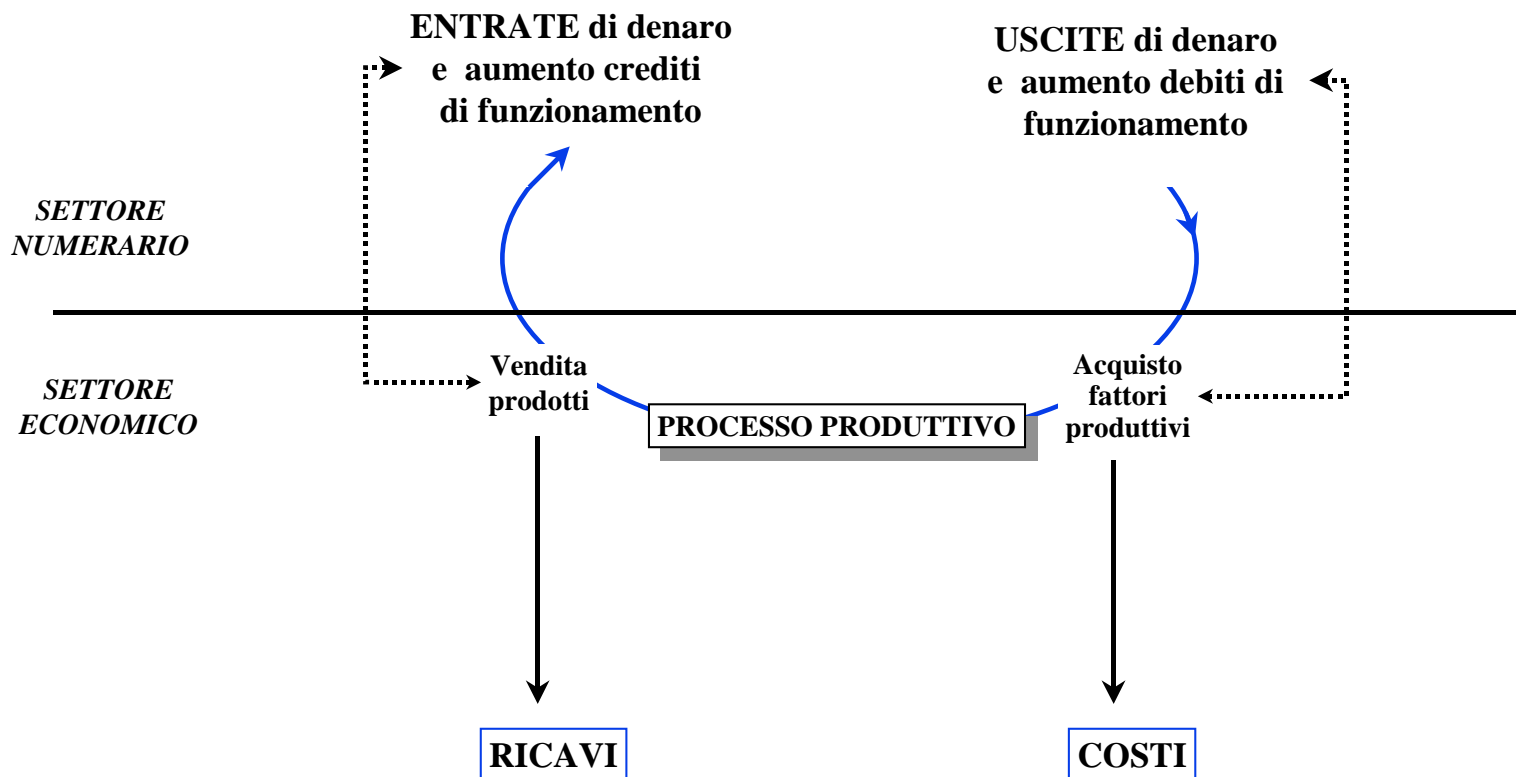 ENTRATE di denaro
e aumento crediti
di funzionamento
USCITE di denaro
e aumento debiti di
funzionamento
SETTORE
NUMERARIO
SETTORE
ECONOMICO
Vendita
prodotti
PROCESSO PRODUTTIVO
Acquisto
fattori
produttivi
RICAVI
COSTI